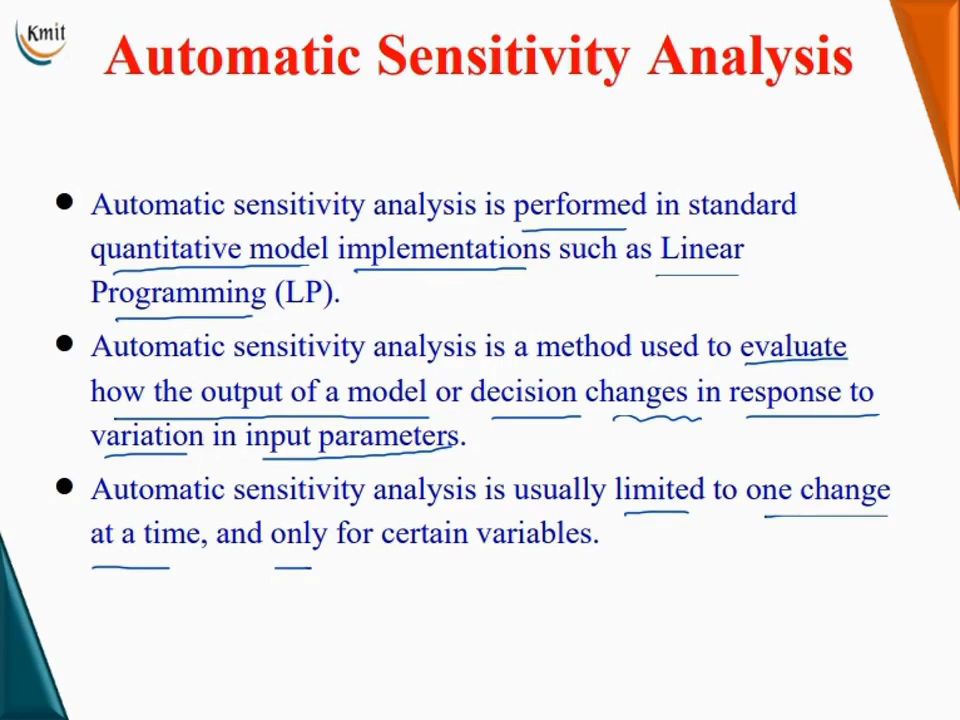 Kmit
Automatic Sensitivity Analysis
● Automatic sensitivity analysis is performed in standard
quantitative model implementations such as Linear
Programming (LP).
● Automatic sensitivity analysis is a method used to evaluate
how the output of a model or decision changes in response to
variation in input parameters.
● Automatic sensitivity analysis is usually limited to one change
at a time, and only for certain variables.